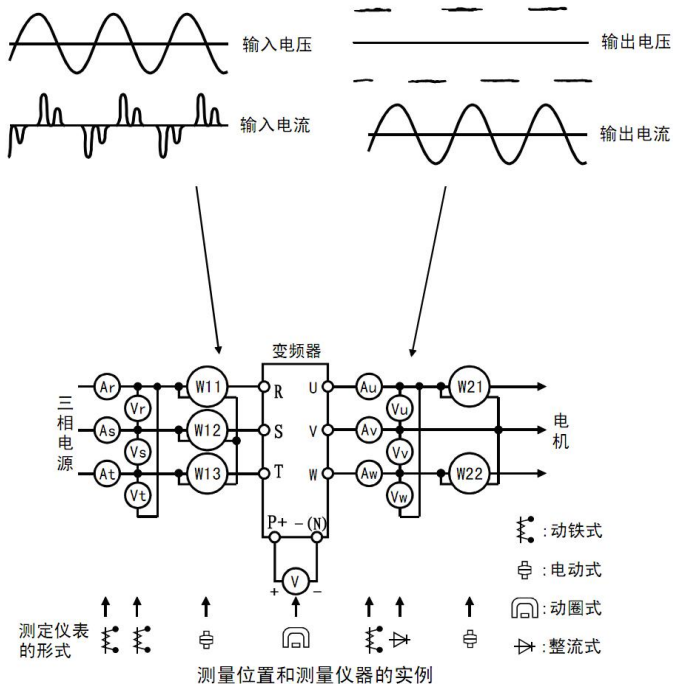 输入电压
输出电压
输入电流
输出电流
变频器
三相电源
Ar
As
At
Vr
Vs
Vt
W11
W12
W13
R
S
T
U
V
W
P+
-(N)
+
V
-
Au
Av
Aw
Vu
Vv
Vw
W21
W22
电机
:动铁式
:电动式
:动圈式
:整流式
测定仪表
的形式
测量位置和测量仪器的实例